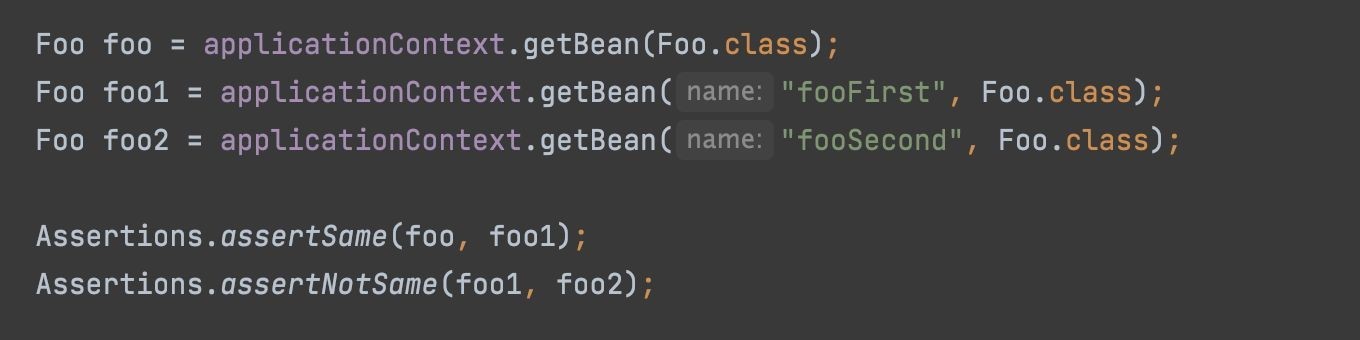 Foo foo = applicationContext.getBean(Foo.class);
Foo foo1 = applicationContext.getBean( name: "fooFirst", Foo.class);
Foo foo2 = applicationContext.getBean( name: "fooSecond", Foo.class);
Assertions.assertSame(foo, foo1);
Assertions.assertNotSame(foo1, foo2);